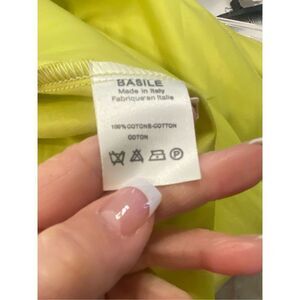 BASILE
Made in Italy
Fabriqué en Italie
100% COTONE-COTTON
COTON
P